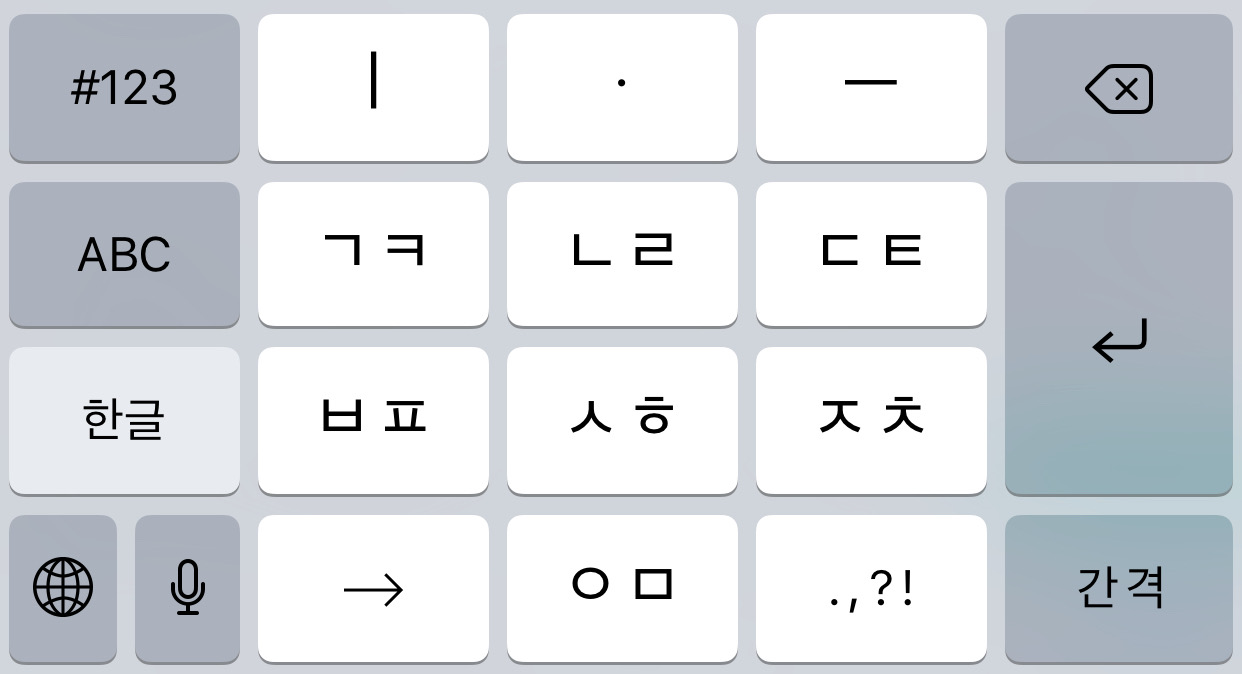 #123 ㅣ · ㅡ
ABC ㄱㅋ ㄴㄹ ㄷㅌ
한글 ㅂㅍ ㅅㅎ ㅈㅊ
→ ㅇㅁ .,?! 간격